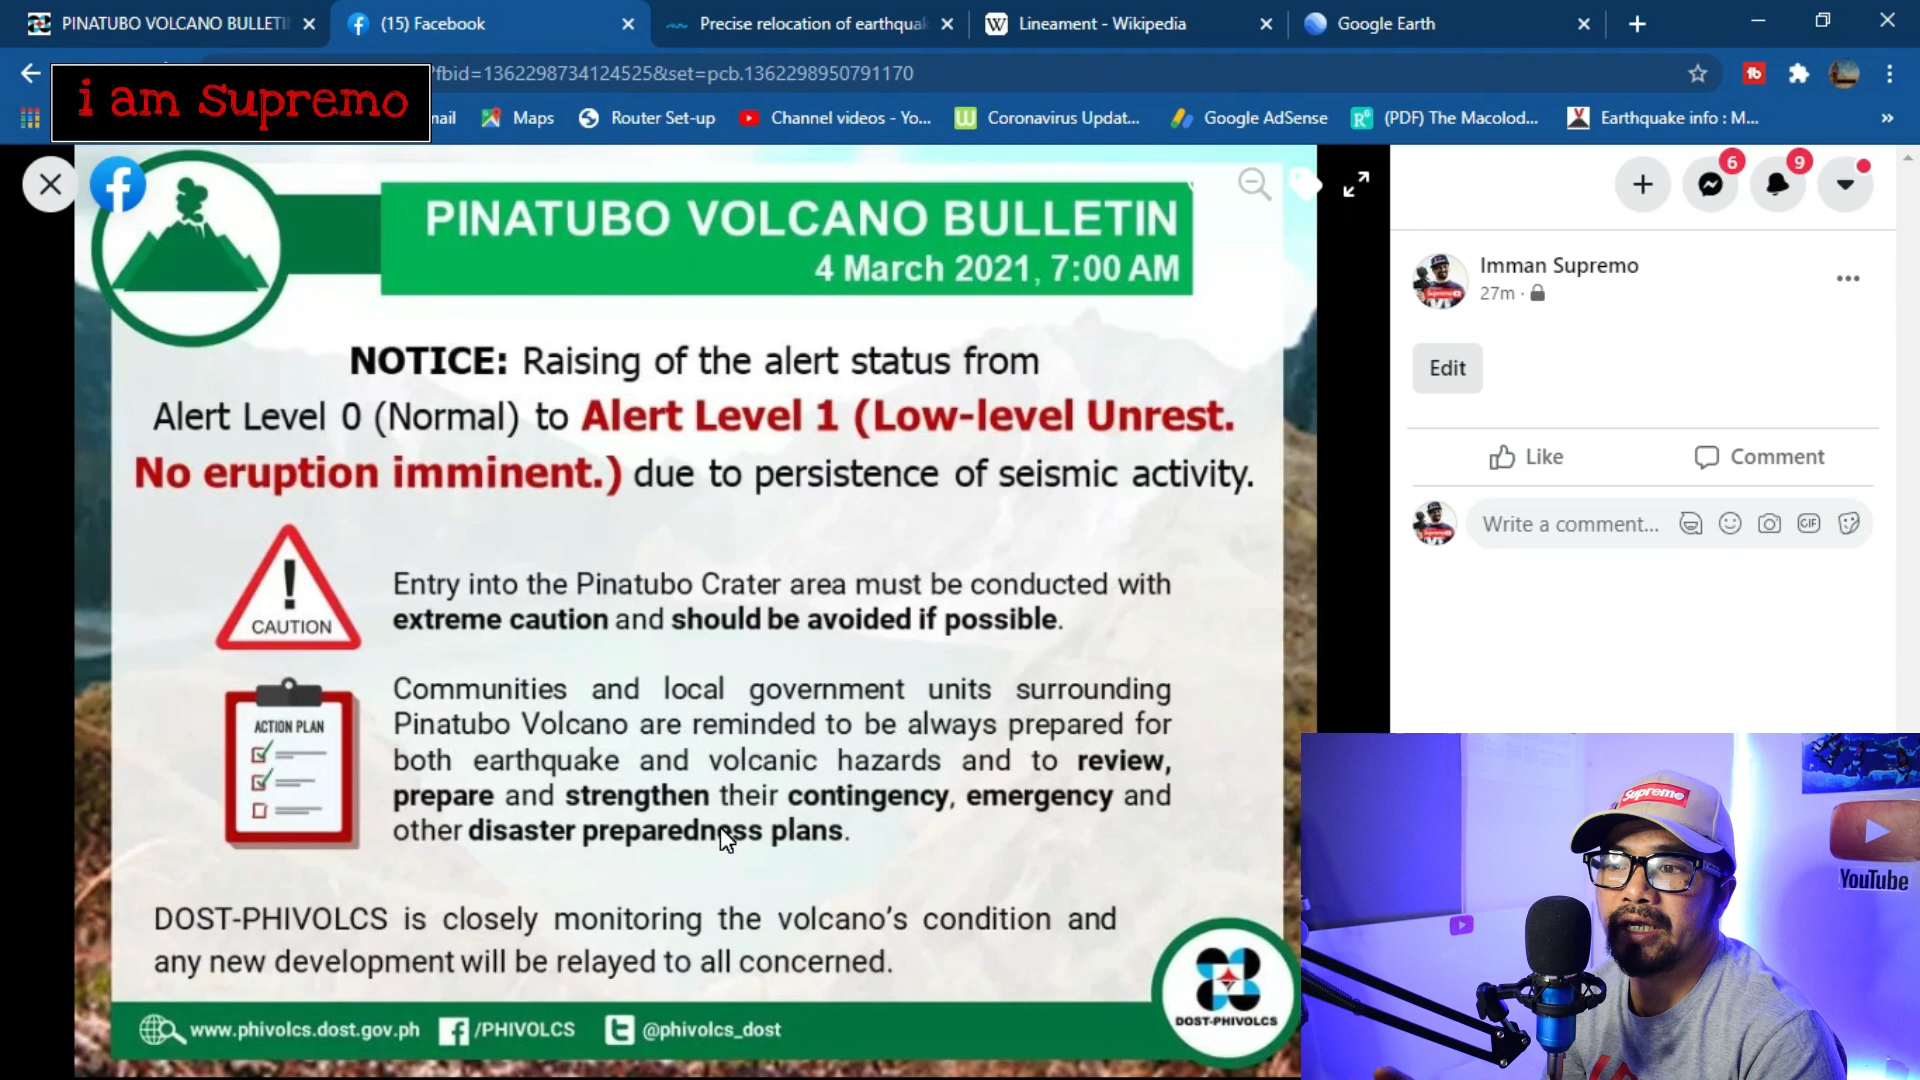 PINATUBO VOLCANO BULLETI
(15) Facebook
Precise relocation of earthqua
Lineament - Wikipedia
Google Earth
i am Supremo
?fbid=1362298734124525&set=pcb.1362298950791170
nail
Maps
Router Set-up
Channel videos - Yo...
Coronavirus Updat...
Google AdSense
(PDF) The Macolod...
Earthquake info : M...
»
PINATUBO VOLCANO BULLETIN
4 March 2021, 7:00 AM
NOTICE: Raising of the alert status from
Alert Level 0 (Normal) to Alert Level 1 (Low-level Unrest.
No eruption imminent.) due to persistence of seismic activity.
CAUTION
Entry into the Pinatubo Crater area must be conducted with
extreme caution and should be avoided if possible.
ACTION PLAN
Communities and local government units surrounding
Pinatubo Volcano are reminded to be always prepared for
both earthquake and volcanic hazards and to review,
prepare and strengthen their contingency, emergency and
other disaster preparedness plans.
DOST-PHIVOLCS is closely monitoring the volcano's condition and
any new development will be relayed to all concerned.
www.phivolcs.dost.gov.ph
/PHIVOLCS
@phivolcs_dost
DOST-PHIVOLCS
6
9
Imman Supremo
27m
Edit
Like
Comment
Write a comment...
GIF
Supreme
YouTube